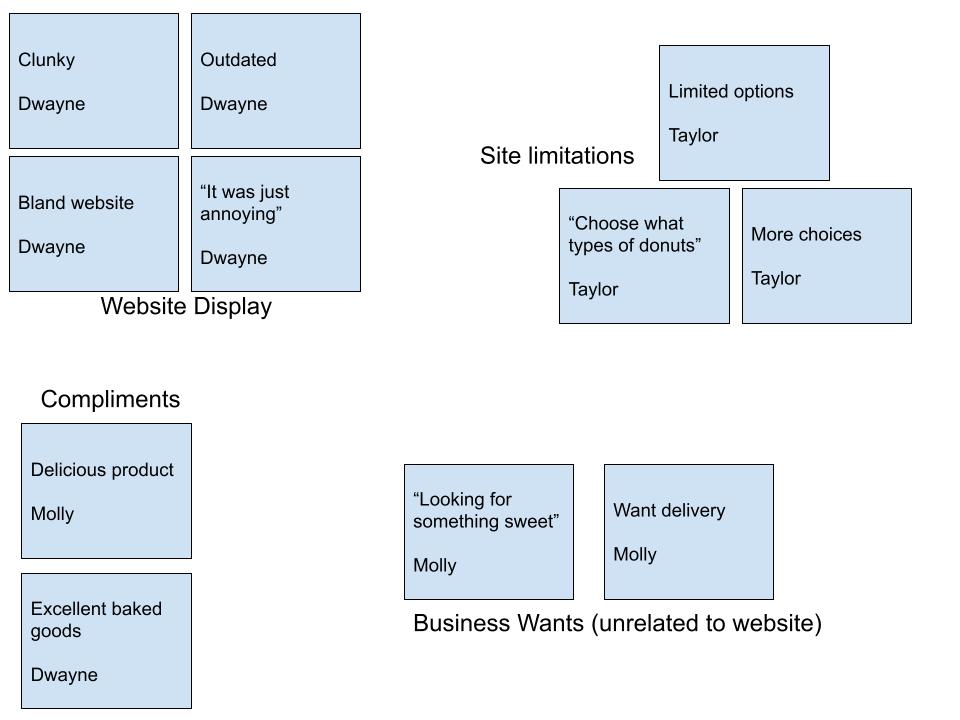 Clunky
Dwayne
Outdated
Dwayne
Bland website
Dwayne
“It was just
annoying”
Dwayne
Website Display
Limited options
Taylor
Site limitations
“Choose what
types of donuts”
Taylor
More choices
Taylor
Compliments
Delicious product
Molly
Excellent baked
goods
Dwayne
“Looking for
something sweet”
Molly
Want delivery
Molly
Business Wants (unrelated to website)